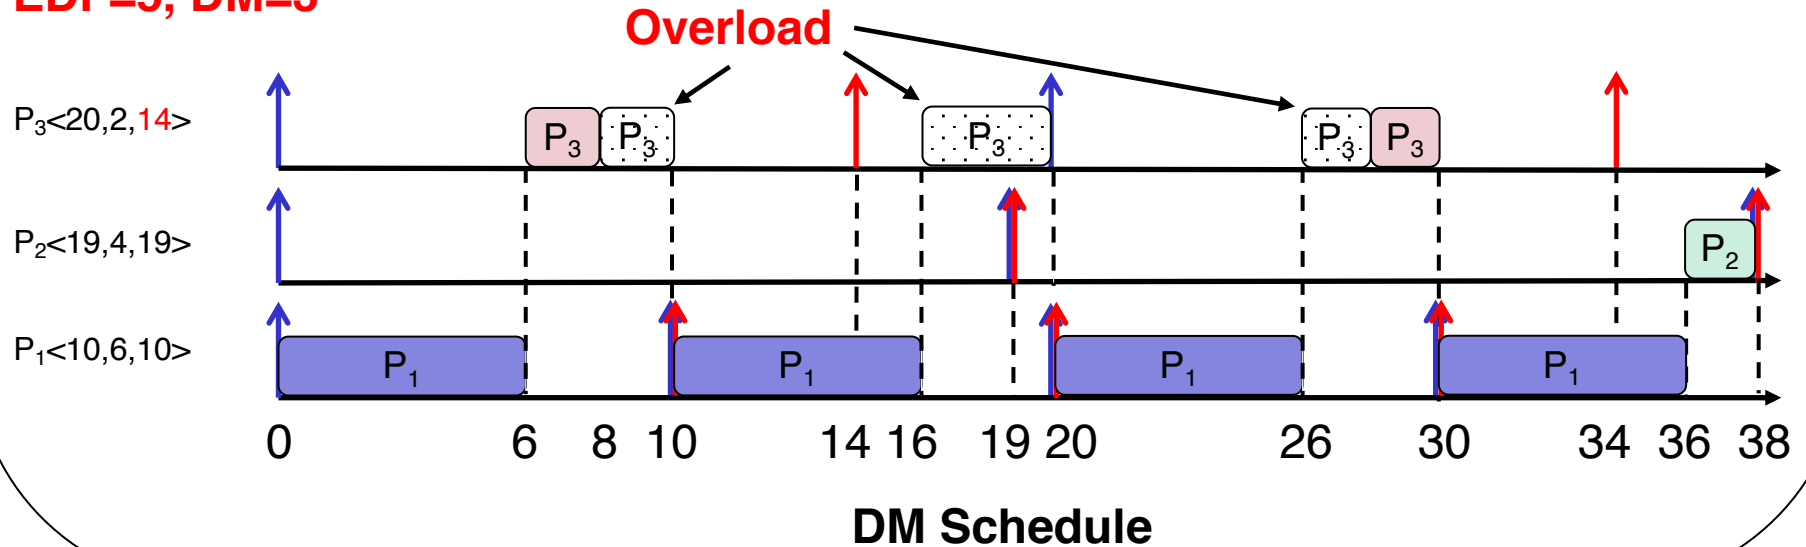 Overload
P3<20,2,14>
P3 P3 P3 P3 P3
P2<19,4,19>
P2
P1<10,6,10>
P1 P1 P1 P1
0 6 8 10 14 16 19 20 26 30 34 36 38
DM Schedule